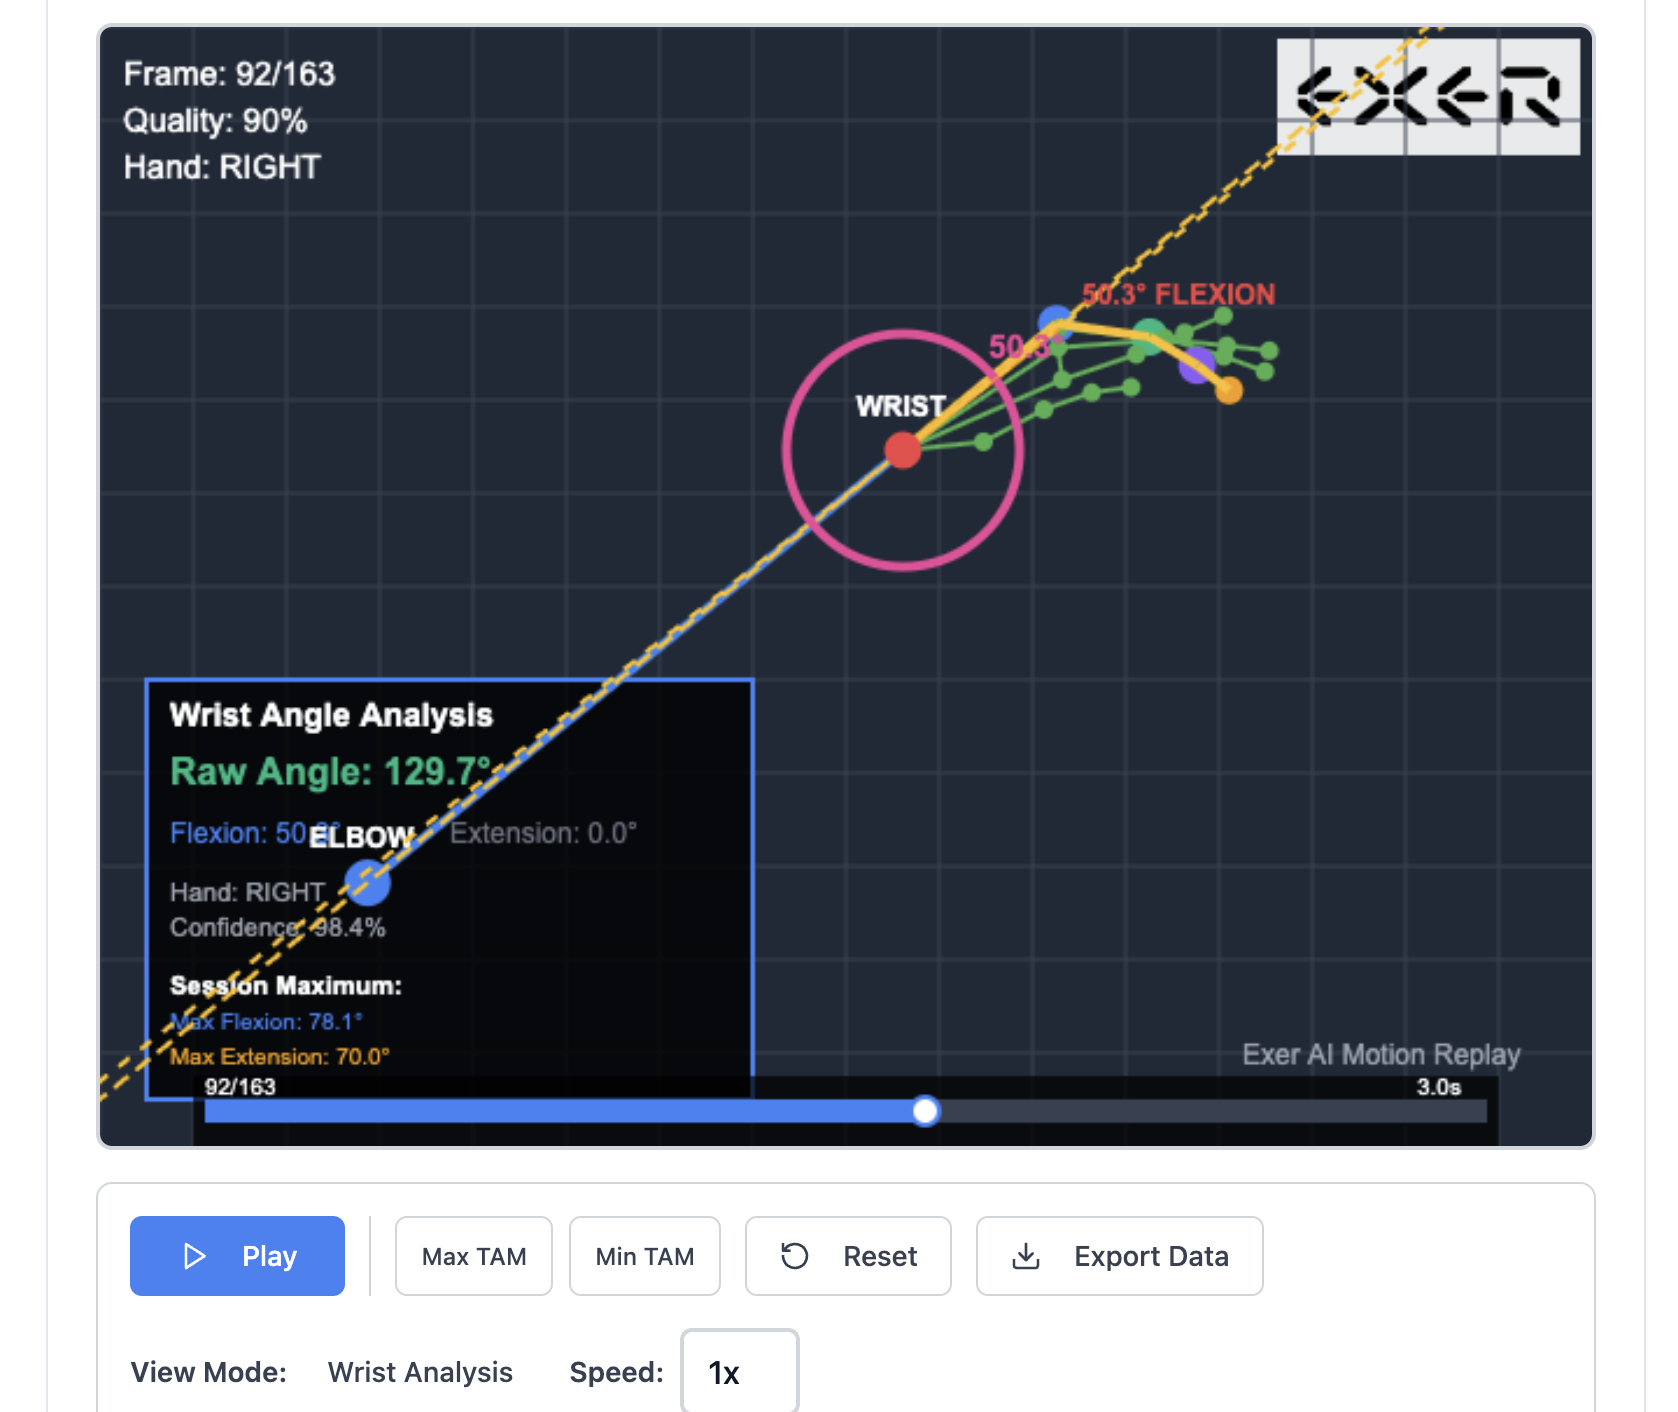 Frame: 92/163
Quality: 90%
Hand: RIGHT
EXER
50.3° FLEXION
50.3°
WRIST
Wrist Angle Analysis
Raw Angle: 129.7°
Flexion: 50.3° Extension: 0.0°
ELBOW
Hand: RIGHT
Confidence: 98.4%
Session Maximum:
Max Flexion: 78.1°
Max Extension: 70.0°
Exer AI Motion Replay
92/163 3.0s
Play Max TAM Min TAM Reset Export Data
View Mode: Wrist Analysis Speed: 1x